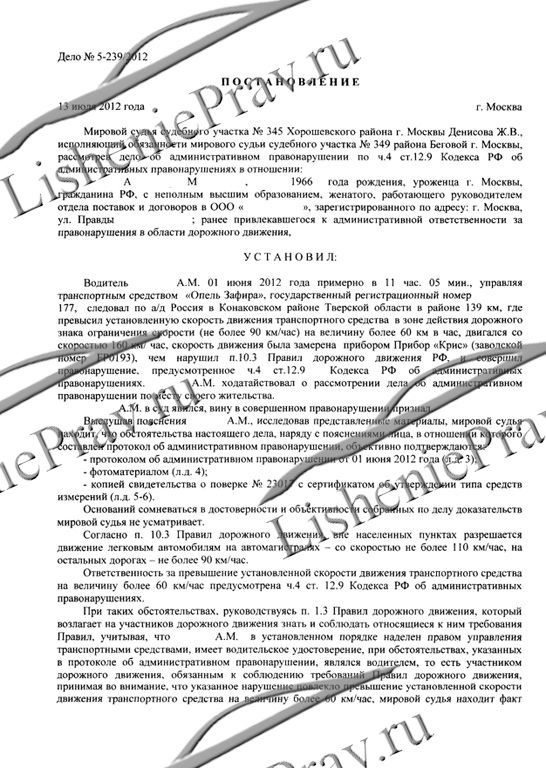 Дело № 5-239/2012
ПОСТАНОВЛЕНИЕ
13 июля 2012 года г. Москва
Мировой судья судебного участка № 345 Хорошевского района г. Москвы Денисова Ж.В.,
исполняющий обязанности мирового судьи судебного участка № 349 района Беговой г. Москвы,
рассмотрев дело об административном правонарушении по ч.4 ст.12.9 Кодекса РФ об
административных правонарушениях в отношении:
А М , 1966 года рождения, уроженца г. Москвы,
гражданина РФ, с неполным высшим образованием, женатого, работающего руководителем
отдела поставок и договоров в ООО « », зарегистрированного по адресу: г. Москва,
ул. Правды ; ранее привлекавшегося к административной ответственности за
правонарушения в области дорожного движения,
УСТАНОВИЛ:
Водитель А.М. 01 июня 2012 года примерно в 11 час. 05 мин., управляя
транспортным средством «Опель Зафира», государственный регистрационный номер
177, следовал по а/д Россия в Конаковском районе Тверской области в районе 139 км, где
превысил установленную скорость движения транспортного средства в зоне действия дорожного
знака ограничения скорости (не более 90 км/час) на величину более 60 км в час, двигался со
скоростью 160 км/ час, скорость движения была замерена прибором Прибор «Крис» (заводской
номер FP0193), чем нарушил п.10.3 Правил дорожного движения РФ, и совершил
правонарушение, предусмотренное ч.4 ст.12.9 Кодекса РФ об административных
правонарушениях. А.М. ходатайствовал о рассмотрении дела об административном
правонарушении по месту своего жительства.
А.М. в суд явился, вину в совершенном правонарушении признал.
Выслушав пояснения А.М., исследовав представленные материалы, мировой судья
находит, что обстоятельства настоящего дела, наряду с пояснениями лица, в отношении которого
составлен протокол об административном правонарушении, объективно подтверждаются:
- протоколом об административном правонарушении от 01 июня 2012 года (л.д. 3);
- фотоматериалом (л.д. 4);
- копией свидетельства о поверке № с сертификатом об утверждении типа средств
измерений (л.д. 5-6).
Оснований сомневаться в достоверности и объективности собранных по делу доказательств
мировой судья не усматривает.
Согласно п. 10.3 Правил дорожного движения, вне населенных пунктах разрешается
движение легковым автомобилям на автомагистралях – со скоростью не более 110 км/час, на
остальных дорогах – не более 90 км/час.
Ответственность за превышение установленной скорости движения транспортного средства
на величину более 60 км/час предусмотрена ч.4 ст. 12.9 Кодекса РФ об административных
правонарушениях.
При таких обстоятельствах, руководствуясь п. 1.3 Правил дорожного движения, который
возлагает на участников дорожного движения знать и соблюдать относящиеся к ним требования
Правил, учитывая, что А.М. в установленном порядке наделен правом управления
транспортными средствами, имеет водительское удостоверение, при обстоятельствах, указанных
в протоколе об административном правонарушении, являлся водителем, то есть участником
дорожного движения, обязанным к соблюдению требований Правил дорожного движения,
принимая во внимание, что указанное нарушение повлекло превышение установленной скорости
движения транспортного средства на величину более 60 км/час, мировой судья находит факт
LisheniePrav.ru
LisheniePrav.ru
LisheniePrav.ru
LisheniePrav.ru